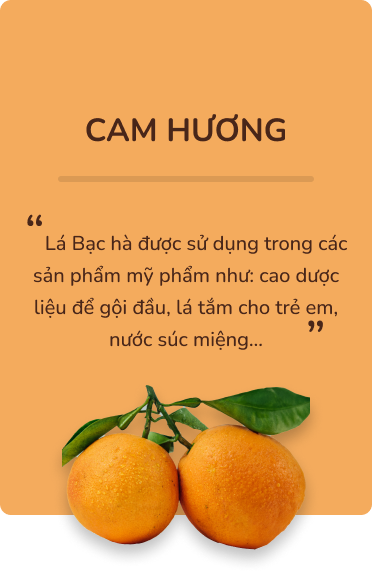 CAM HƯƠNG
“ Lá Bạc hà được sử dụng trong các
sản phẩm mỹ phẩm như: cao dược
liệu để gội đầu, lá tắm cho trẻ em,
nước súc miệng... ”